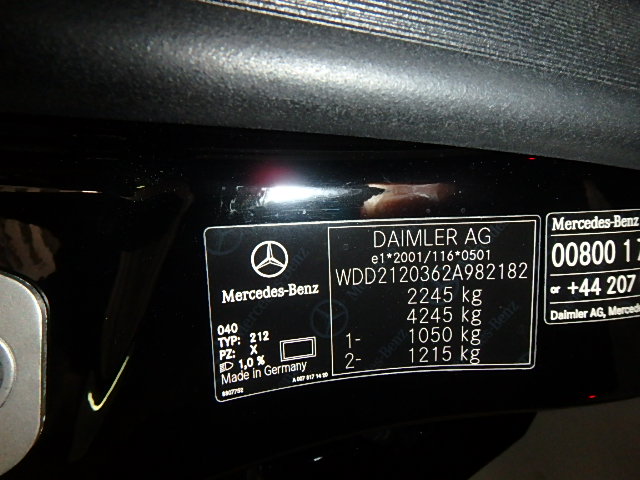 Mercedes-Benz
040
TYP: 212
PZ: X
1,0 %
Made in Germany
DAIMLER AG
e1*2001/116*0501
WDD2120362A982182
2245 kg
4245 kg
1- 1050 kg
2- 1215 kg
Mercedes-Benz
00800 17
or +44 207
Daimler AG, Mercede